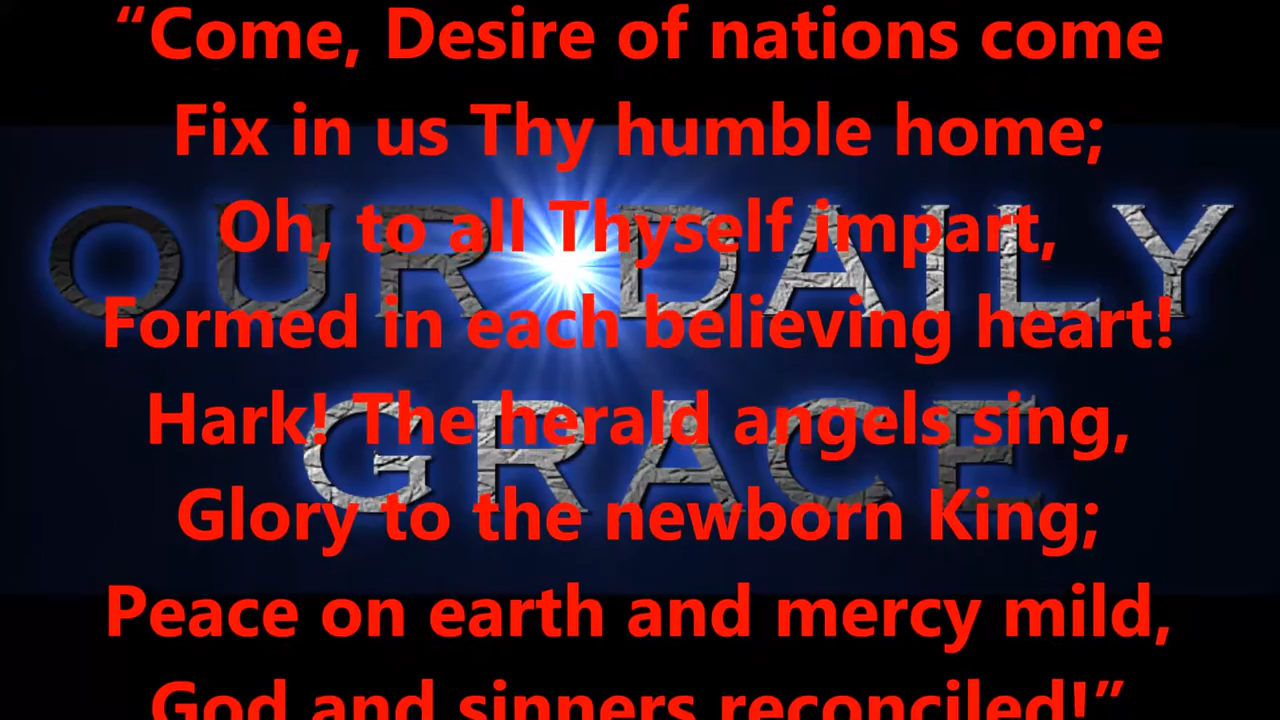 “Come, Desire of nations come
Fix in us Thy humble home;
Oh, to all Thyself impart,
Formed in each believing heart!
Hark! The herald angels sing,
Glory to the newborn King;
Peace on earth and mercy mild,
God and sinners reconciled!”
OUR DAILY
GRACE